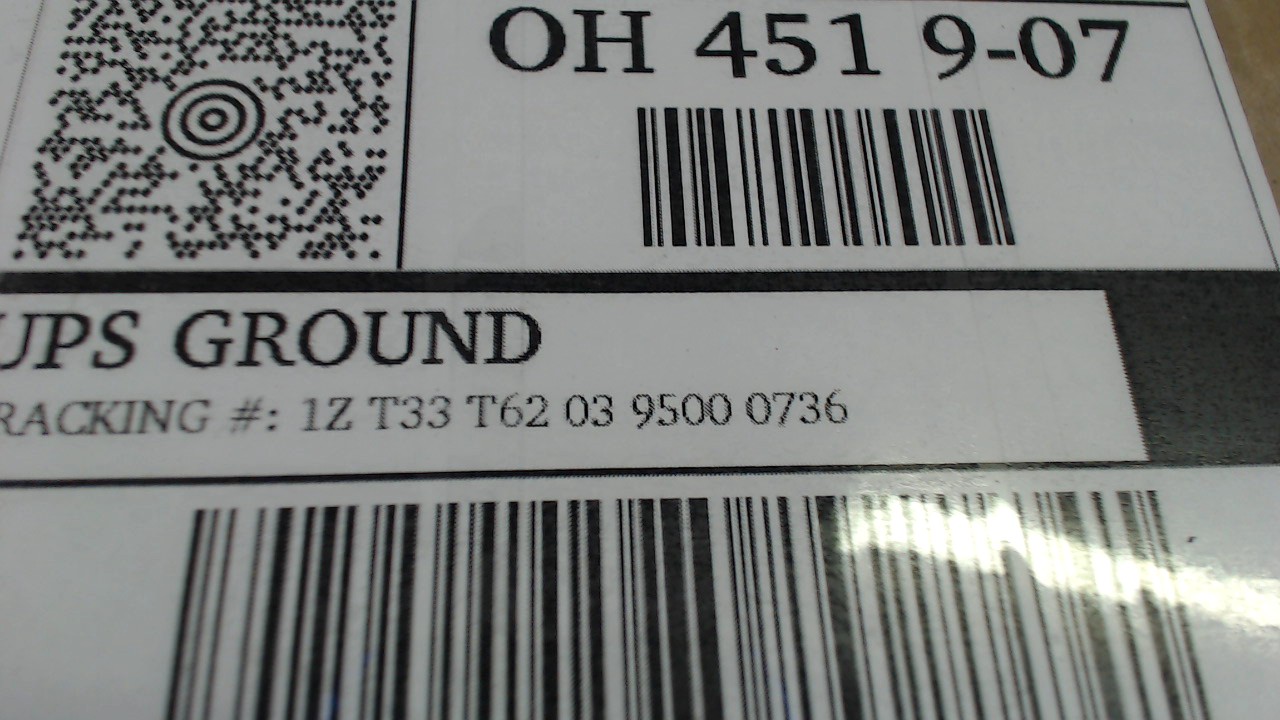 OH 451 9-07
UPS GROUND
RACKING #: 1Z T33 T62 03 9500 0736